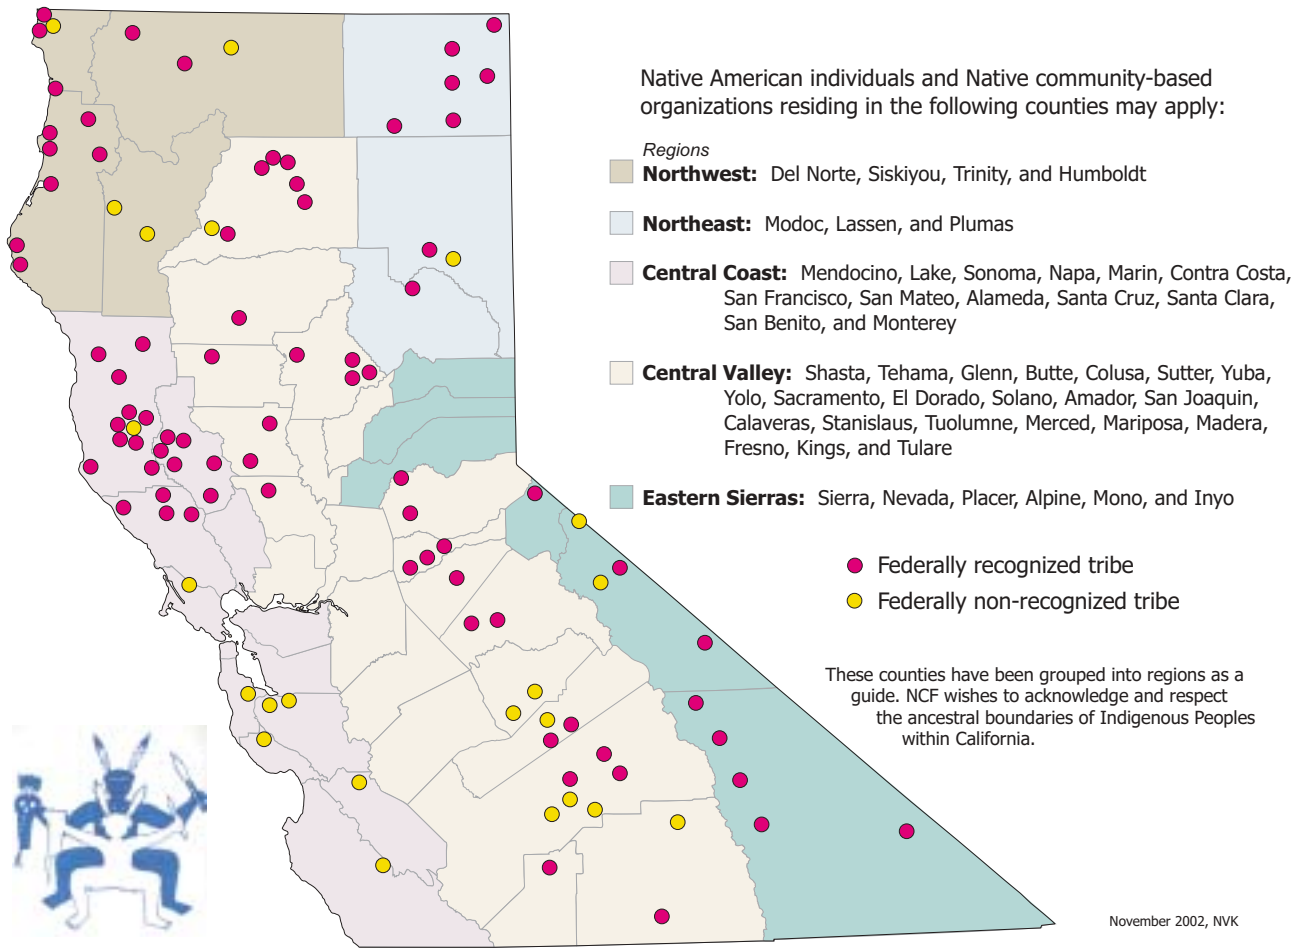 Native American individuals and Native community-based
organizations residing in the following counties may apply:
Regions
Northwest: Del Norte, Siskiyou, Trinity, and Humboldt
Northeast: Modoc, Lassen, and Plumas
Central Coast: Mendocino, Lake, Sonoma, Napa, Marin, Contra Costa,
San Francisco, San Mateo, Alameda, Santa Cruz, Santa Clara,
San Benito, and Monterey
Central Valley: Shasta, Tehama, Glenn, Butte, Colusa, Sutter, Yuba,
Yolo, Sacramento, El Dorado, Solano, Amador, San Joaquin,
Calaveras, Stanislaus, Tuolumne, Merced, Mariposa, Madera,
Fresno, Kings, and Tulare
Eastern Sierras: Sierra, Nevada, Placer, Alpine, Mono, and Inyo
Federally recognized tribe
Federally non-recognized tribe
These counties have been grouped into regions as a
guide. NCF wishes to acknowledge and respect
the ancestral boundaries of Indigenous Peoples
within California.
November 2002, NVK